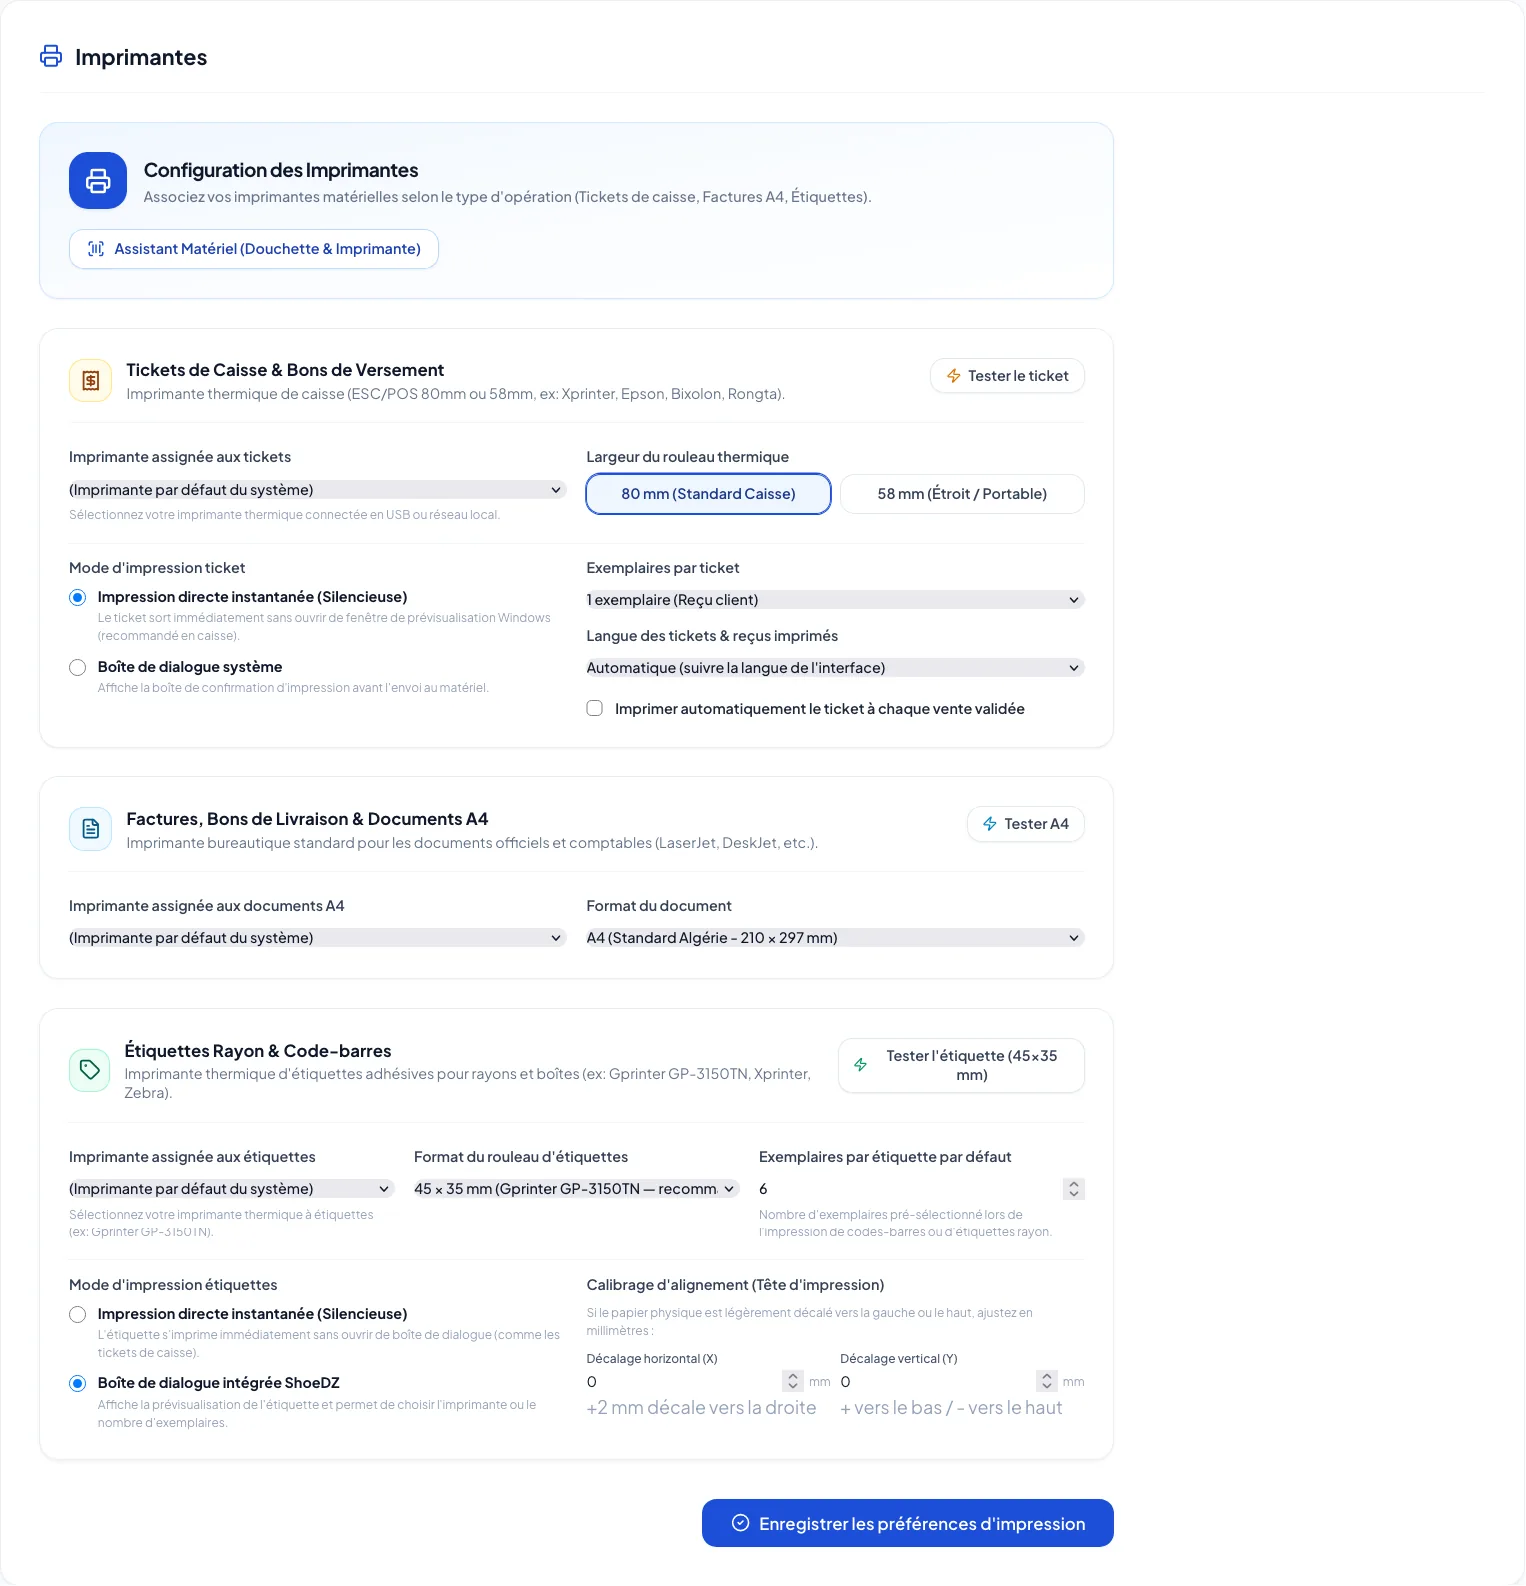 Imprimantes
Configuration des Imprimantes
Associez vos imprimantes matérielles selon le type d'opération (Tickets de caisse, Factures A4, Étiquettes).
Assistant Matériel (Douchette & Imprimante)
Tickets de Caisse & Bons de Versement
Imprimante thermique de caisse (ESC/POS 80mm ou 58mm, ex: Xprinter, Epson, Bixolon, Rongta).
Tester le ticket
Imprimante assignée aux tickets
(Imprimante par défaut du système)
Sélectionnez votre imprimante thermique connectée en USB ou réseau local.
Largeur du rouleau thermique
80 mm (Standard Caisse)
58 mm (Étroit / Portable)
Mode d'impression ticket
Impression directe instantanée (Silencieuse)
Le ticket sort immédiatement sans ouvrir de fenêtre de prévisualisation Windows
(recommandé en caisse).
Boîte de dialogue système
Affiche la boîte de confirmation d'impression avant l'envoi au matériel.
Exemplaires par ticket
1 exemplaire (Reçu client)
Langue des tickets & reçus imprimés
Automatique (suivre la langue de l'interface)
Imprimer automatiquement le ticket à chaque vente validée
Factures, Bons de Livraison & Documents A4
Imprimante bureautique standard pour les documents officiels et comptables (LaserJet, DeskJet, etc.).
Tester A4
Imprimante assignée aux documents A4
(Imprimante par défaut du système)
Format du document
A4 (Standard Algérie - 210 × 297 mm)
Étiquettes Rayon & Code-barres
Imprimante thermique d'étiquettes adhésives pour rayons et boîtes (ex: Gprinter GP-3150TN, Xprinter,
Zebra).
Tester l'étiquette (45×35
mm)
Imprimante assignée aux étiquettes
(Imprimante par défaut du système)
Sélectionnez votre imprimante thermique à étiquettes
(ex: Gprinter GP-3150TN).
Format du rouleau d'étiquettes
45 × 35 mm (Gprinter GP-3150TN — recomm
Exemplaires par étiquette par défaut
6
Nombre d'exemplaires pré-sélectionné lors de
l'impression de codes-barres ou d'étiquettes rayon.
Mode d'impression étiquettes
Impression directe instantanée (Silencieuse)
L'étiquette s'imprime immédiatement sans ouvrir de boîte de dialogue (comme les
tickets de caisse).
Boîte de dialogue intégrée ShoeDZ
Affiche la prévisualisation de l'étiquette et permet de choisir l'imprimante ou le
nombre d'exemplaires.
Calibrage d'alignement (Tête d'impression)
Si le papier physique est légèrement décalé vers la gauche ou le haut, ajustez en
millimètres :
Décalage horizontal (X)
0 mm
+2 mm décale vers la droite
Décalage vertical (Y)
0 mm
+ vers le bas / - vers le haut
Enregistrer les préférences d'impression